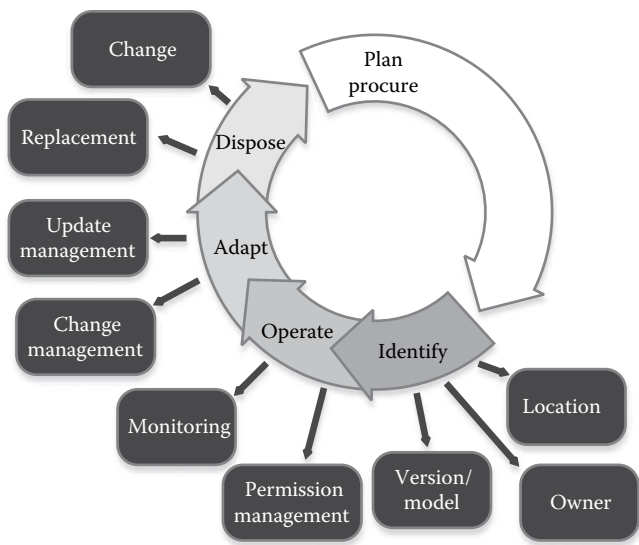 Change
Plan
procure
Replacement
Dispose
Update
management
Adapt
Change
management
Operate
Identify
Monitoring
Location
Permission
management
Version/
model
Owner